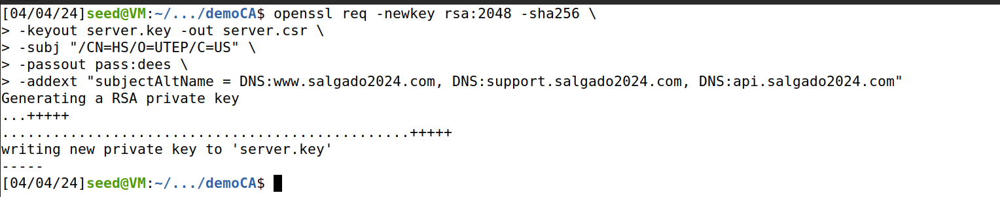 [04/04/24]seed@VM:~/.../demoCA$ openssl req -newkey rsa:2048 -sha256 \
> -keyout server.key -out server.csr \
> -subj "/CN=HS/O=UTEP/C=US" \
> -passout pass:dees \
> -addext "subjectAltName = DNS:www.salgado2024.com, DNS:support.salgado2024.com, DNS:api.salgado2024.com"
Generating a RSA private key
...+++++
................................................+++++
writing new private key to 'server.key'
-----
[04/04/24]seed@VM:~/.../demoCA$